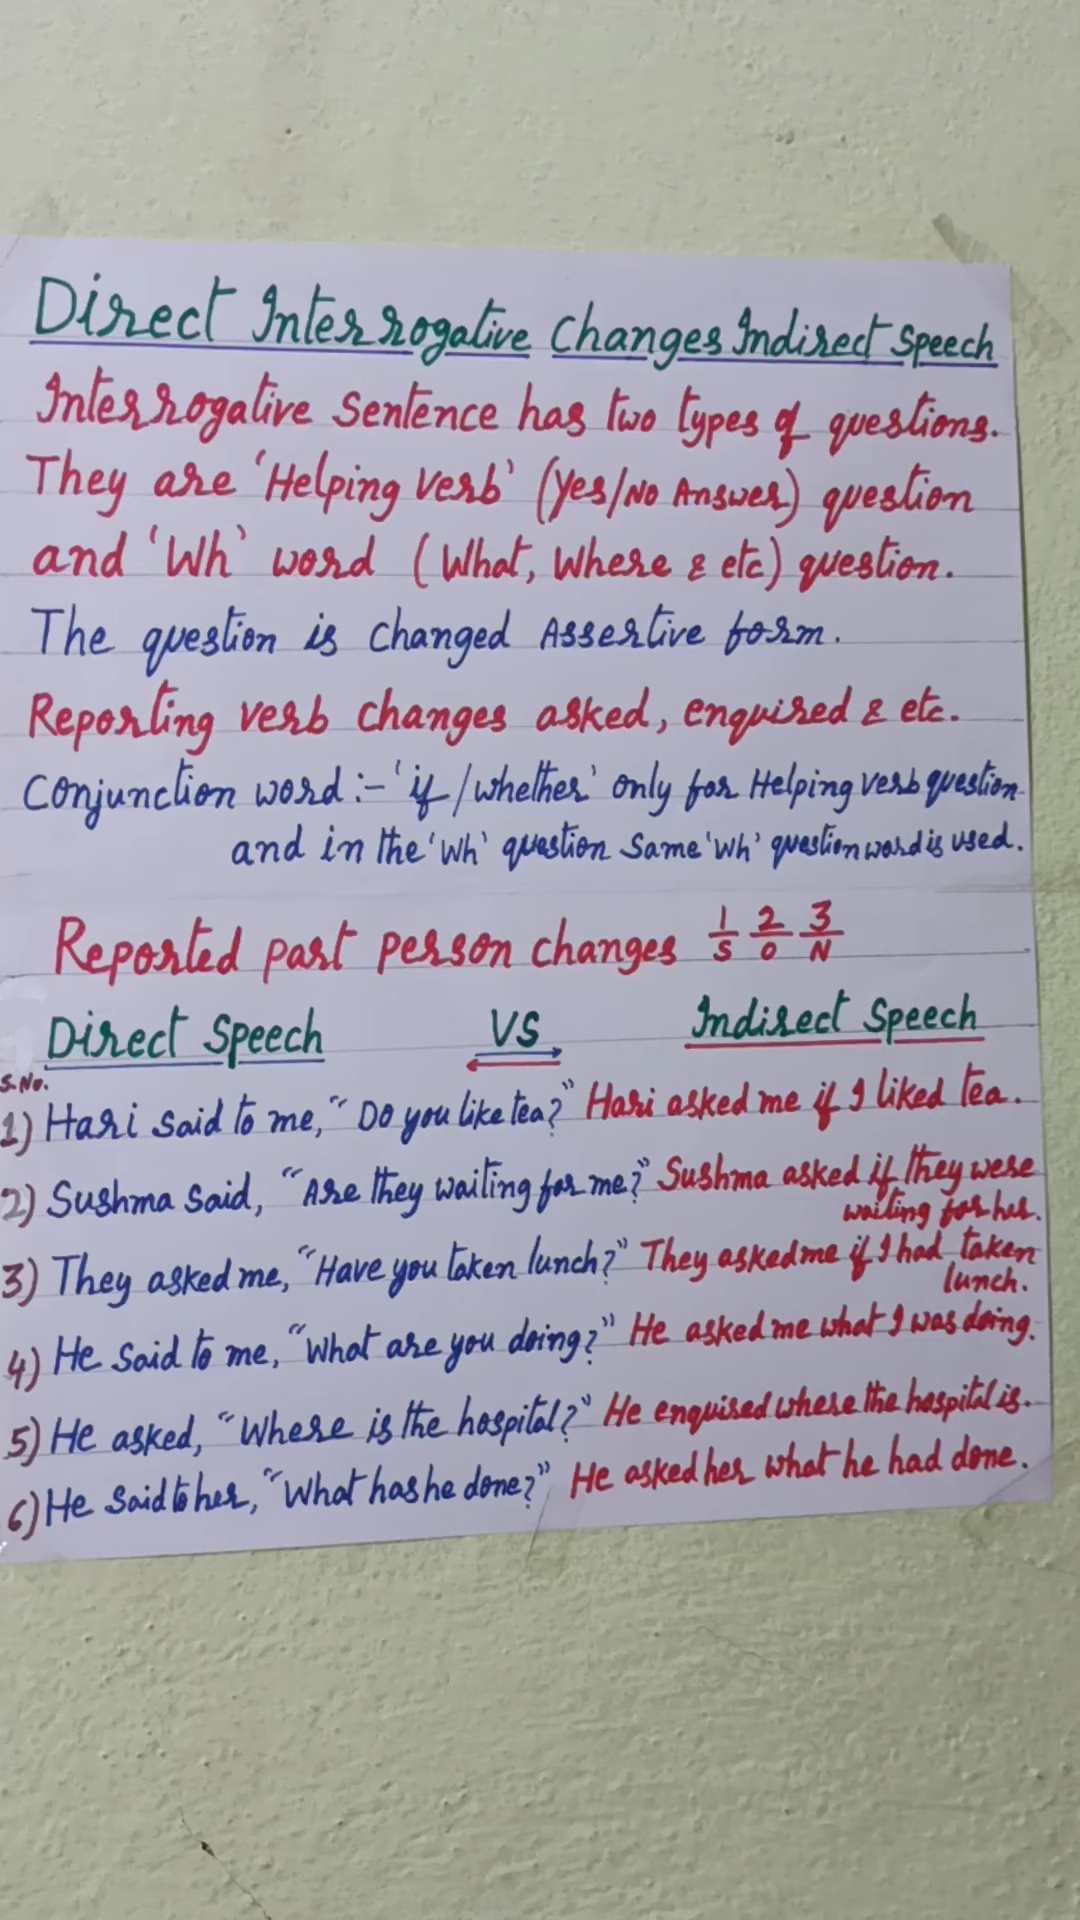 Direct Interrogative Changes Indirect Speech
Interrogative Sentence has two types of questions.
They are 'Helping verb' (Yes/No Answer) question
and 'Wh' word (What, Where & etc) question.
The question is changed Assertive form.
Reporting verb changes asked, enquired & etc.
Conjunction word :- 'if/whether' only for Helping verb question
and in the 'Wh' question Same 'Wh' question word is used.
Reported part person changes 1/S 2/O 3/N
Direct Speech VS Indirect Speech
S.No.
1) Hari said to me, "Do you like tea?" Hari asked me if I liked tea.
2) Sushma said, "Are they waiting for me?" Sushma asked if they were
waiting for her.
3) They asked me, "Have you taken lunch?" They asked me if I had taken
lunch.
4) He said to me, "What are you doing?" He asked me what I was doing.
5) He asked, "Where is the hospital?" He enquired where the hospital is.
6) He said to her, "What has he done?" He asked her what he had done.